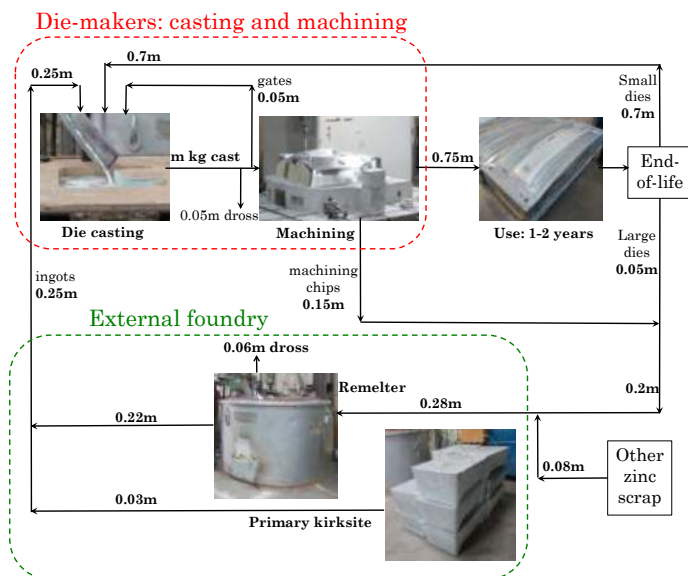 Die-makers: casting and machining
0.7m
0.25m
gates
0.05m
Small
dies
0.7m
m kg cast
0.75m
End-
of-life
0.05m dross
Die casting
Machining
Use: 1-2 years
Large
dies
0.05m
ingots
0.25m
machining
chips
0.15m
External foundry
0.06m dross
Remelter
0.2m
0.28m
0.22m
Other
zinc
scrap
0.08m
0.03m
Primary kirksite